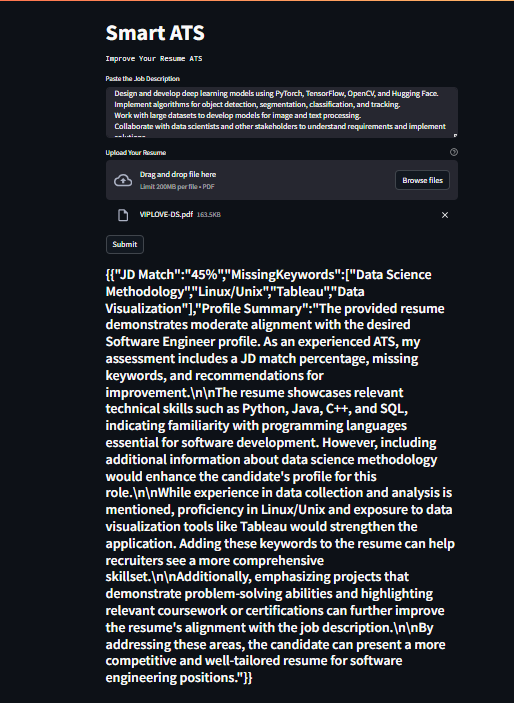 Smart ATS
Improve Your Resume ATS
Paste the Job Description
Design and develop deep learning models using PyTorch, TensorFlow, OpenCV, and Hugging Face.
Implement algorithms for object detection, segmentation, classification, and tracking.
Work with large datasets to develop models for image and text processing.
Collaborate with data scientists and other stakeholders to understand requirements and implement
solutions.
Upload Your Resume
Drag and drop file here
Limit 200MB per file • PDF
Browse files
VIPLOVE-DS.pdf 163.5KB
Submit
{{"JD Match":"45%","MissingKeywords":["Data Science
Methodology","Linux/Unix","Tableau","Data
Visualization"],"Profile Summary":"The provided resume
demonstrates moderate alignment with the desired
Software Engineer profile. As an experienced ATS, my
assessment includes a JD match percentage, missing
keywords, and recommendations for
improvement.\n\nThe resume showcases relevant
technical skills such as Python, Java, C++, and SQL,
indicating familiarity with programming languages
essential for software development. However, including
additional information about data science methodology
would enhance the candidate's profile for this
role.\n\nWhile experience in data collection and analysis is
mentioned, proficiency in Linux/Unix and exposure to data
visualization tools like Tableau would strengthen the
application. Adding these keywords to the resume can help
recruiters see a more comprehensive
skillset.\n\nAdditionally, emphasizing projects that
demonstrate problem-solving abilities and highlighting
relevant coursework or certifications can further improve
the resume's alignment with the job description.\n\nBy
addressing these areas, the candidate can present a more
competitive and well-tailored resume for software
engineering positions."}}